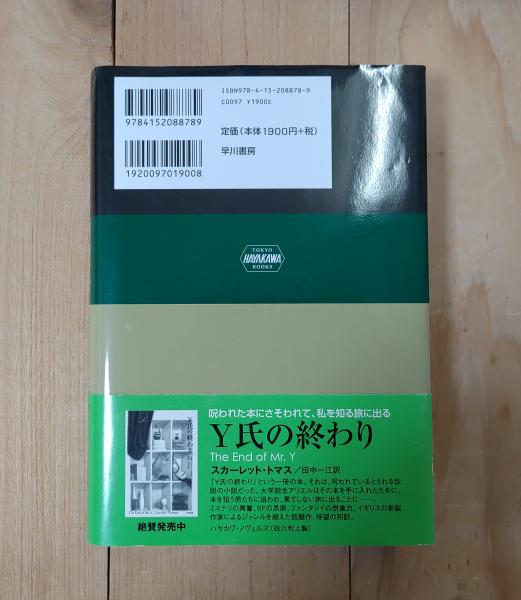 ISBN978-4-15-208878-9
C0097 ¥1900E
9784152088789
定価(本体1900円+税)
早川書房
1920097019008
TOKYO
HAYAKAWA
BOOKS
呪われた本にさそわれて、私を知る旅に出る
Y氏の終わり
The End of Mr. Y
スカーレット・トマス/田中一江訳
『Y氏の終わり』という一冊の本。それは、呪われているとされる伝
説の小説だった。大学院生アリエルはその本を手に入れたために、
本を狙う男たちに追われ、果てしない旅に出ることに――。
ミステリの興奮、SFの思索、ファンタジイの想像力。イギリスの新鋭
作家によるジャンルを越えた話題作、待望の邦訳。
ハヤカワ・ノヴェルズ[四六判上製]
Y氏の終わり
The End of Mr. Y
絶賛発売中